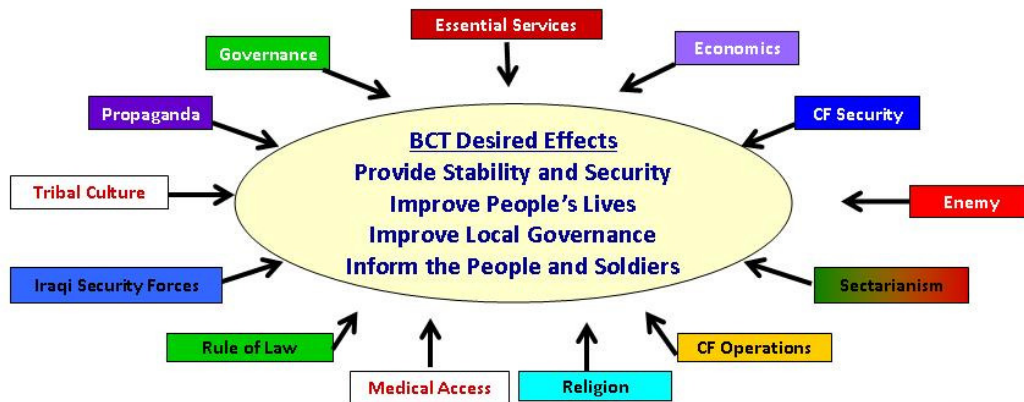 Essential Services
Governance
Economics
Propaganda
CF Security
BCT Desired Effects
Provide Stability and Security
Improve People's Lives
Improve Local Governance
Inform the People and Soldiers
Tribal Culture
Enemy
Iraqi Security Forces
Sectarianism
Rule of Law
CF Operations
Medical Access
Religion